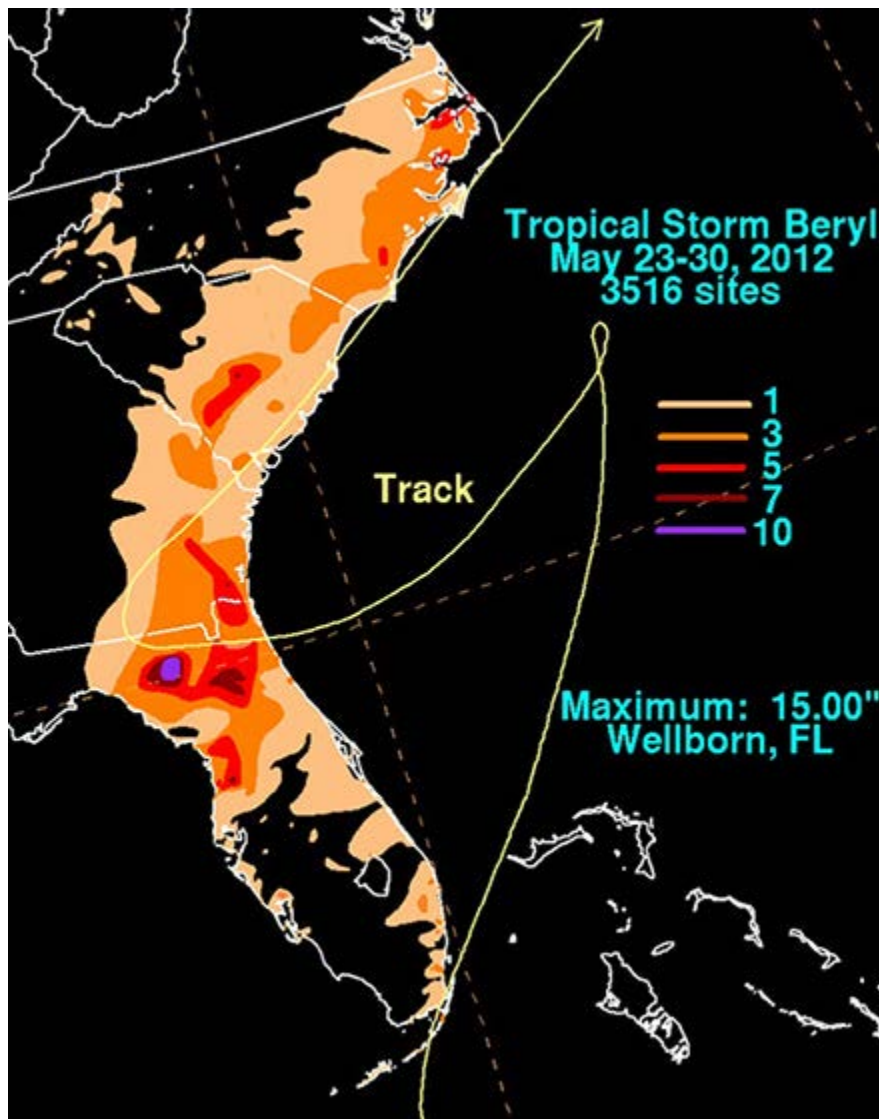 Tropical Storm Beryl
May 23-30, 2012
3516 sites
1
3
5
7
10
Track
Maximum: 15.00"
Wellborn, FL